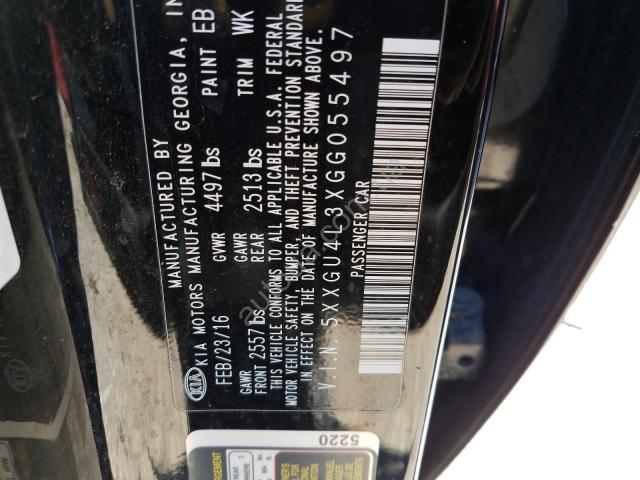 MANUFACTURED BY
KIA MOTORS MANUFACTURING GEORGIA, IN
FEB/23/16 GVWR 4497 lbs PAINT EB
GAWR FRONT 2557 lbs GAWR REAR 2513 lbs TRIM WK
THIS VEHICLE CONFORMS TO ALL APPLICABLE U.S.A. FEDERAL
MOTOR VEHICLE SAFETY, BUMPER, AND THEFT PREVENTION STANDARD
IN EFFECT ON THE DATE OF MANUFACTURE SHOWN ABOVE.
V.I.N.: 5XXGU4L3XGG055497
PASSENGER CAR
KIA
5220